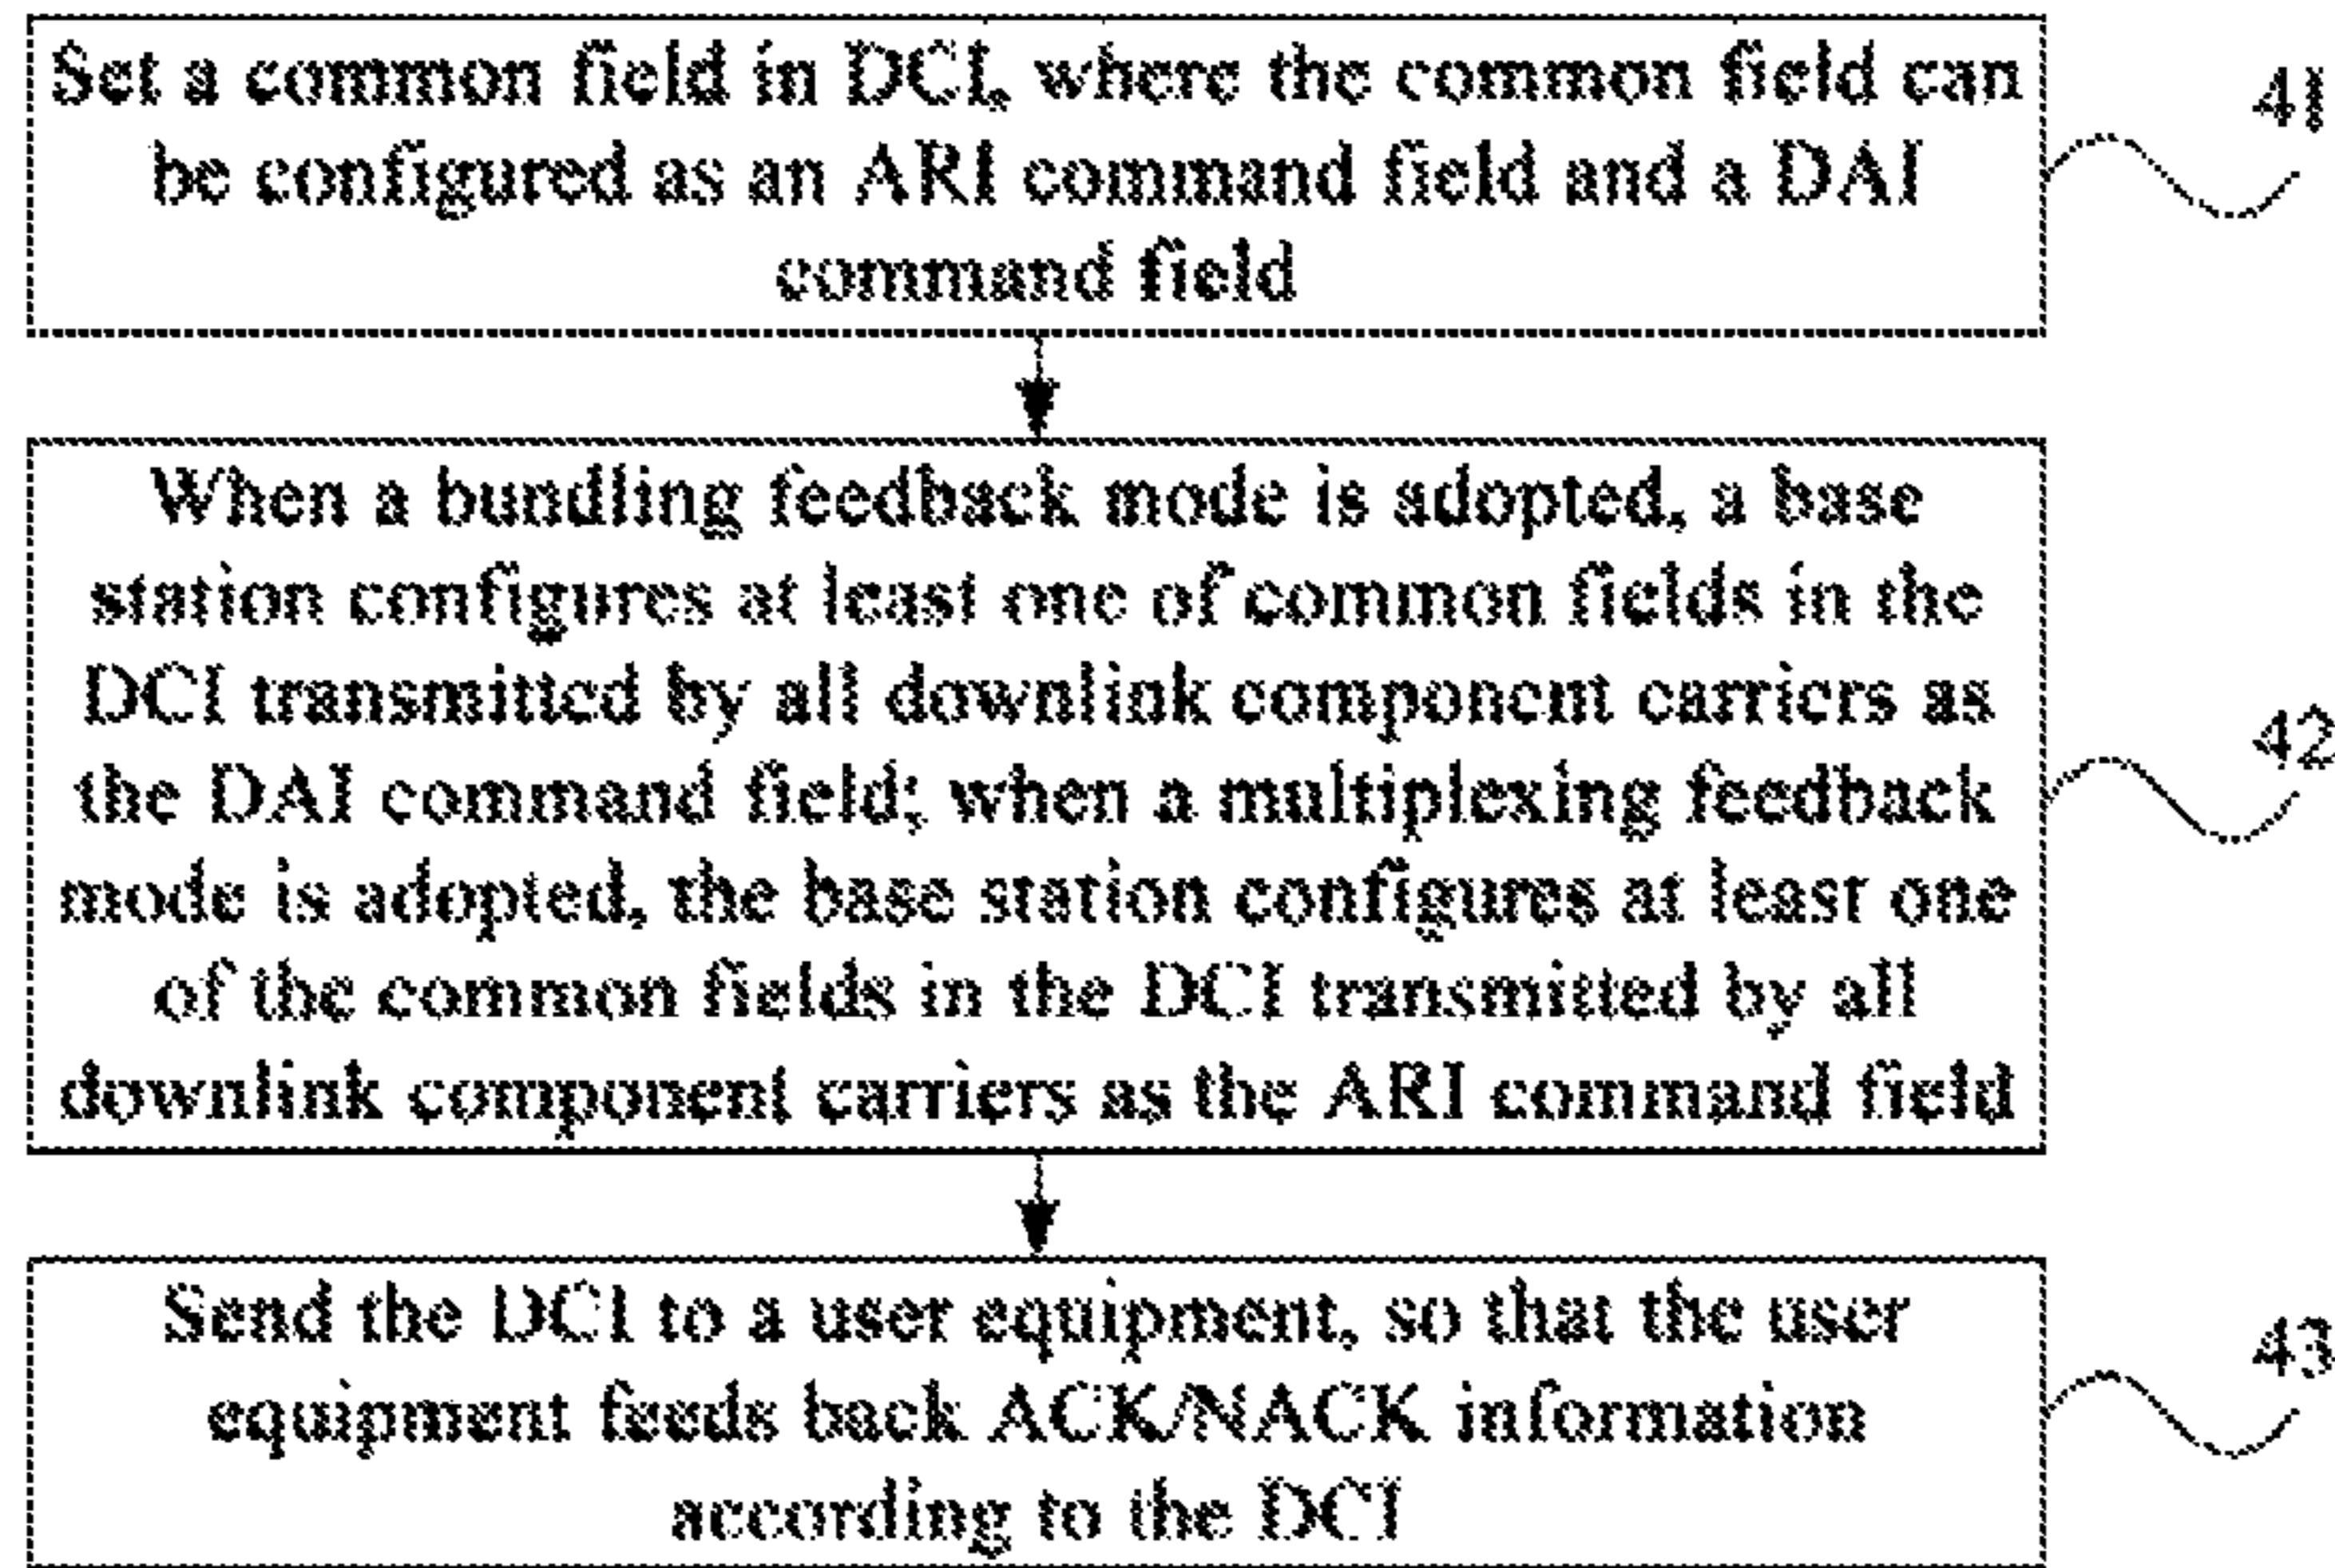 Set a common field in DCI, where the common field can
be configured as an ARI command field and a DAI
command field
41
When a bundling feedback mode is adopted, a base
station configures at least one of common fields in the
DCI transmitted by all downlink component carriers as
the DAI command field; when a multiplexing feedback
mode is adopted, the base station configures at least one
of the common fields in the DCI transmitted by all
downlink component carriers as the ARI command field
42
Send the DCI to a user equipment, so that the user
equipment feeds back ACK/NACK information
according to the DCI
43